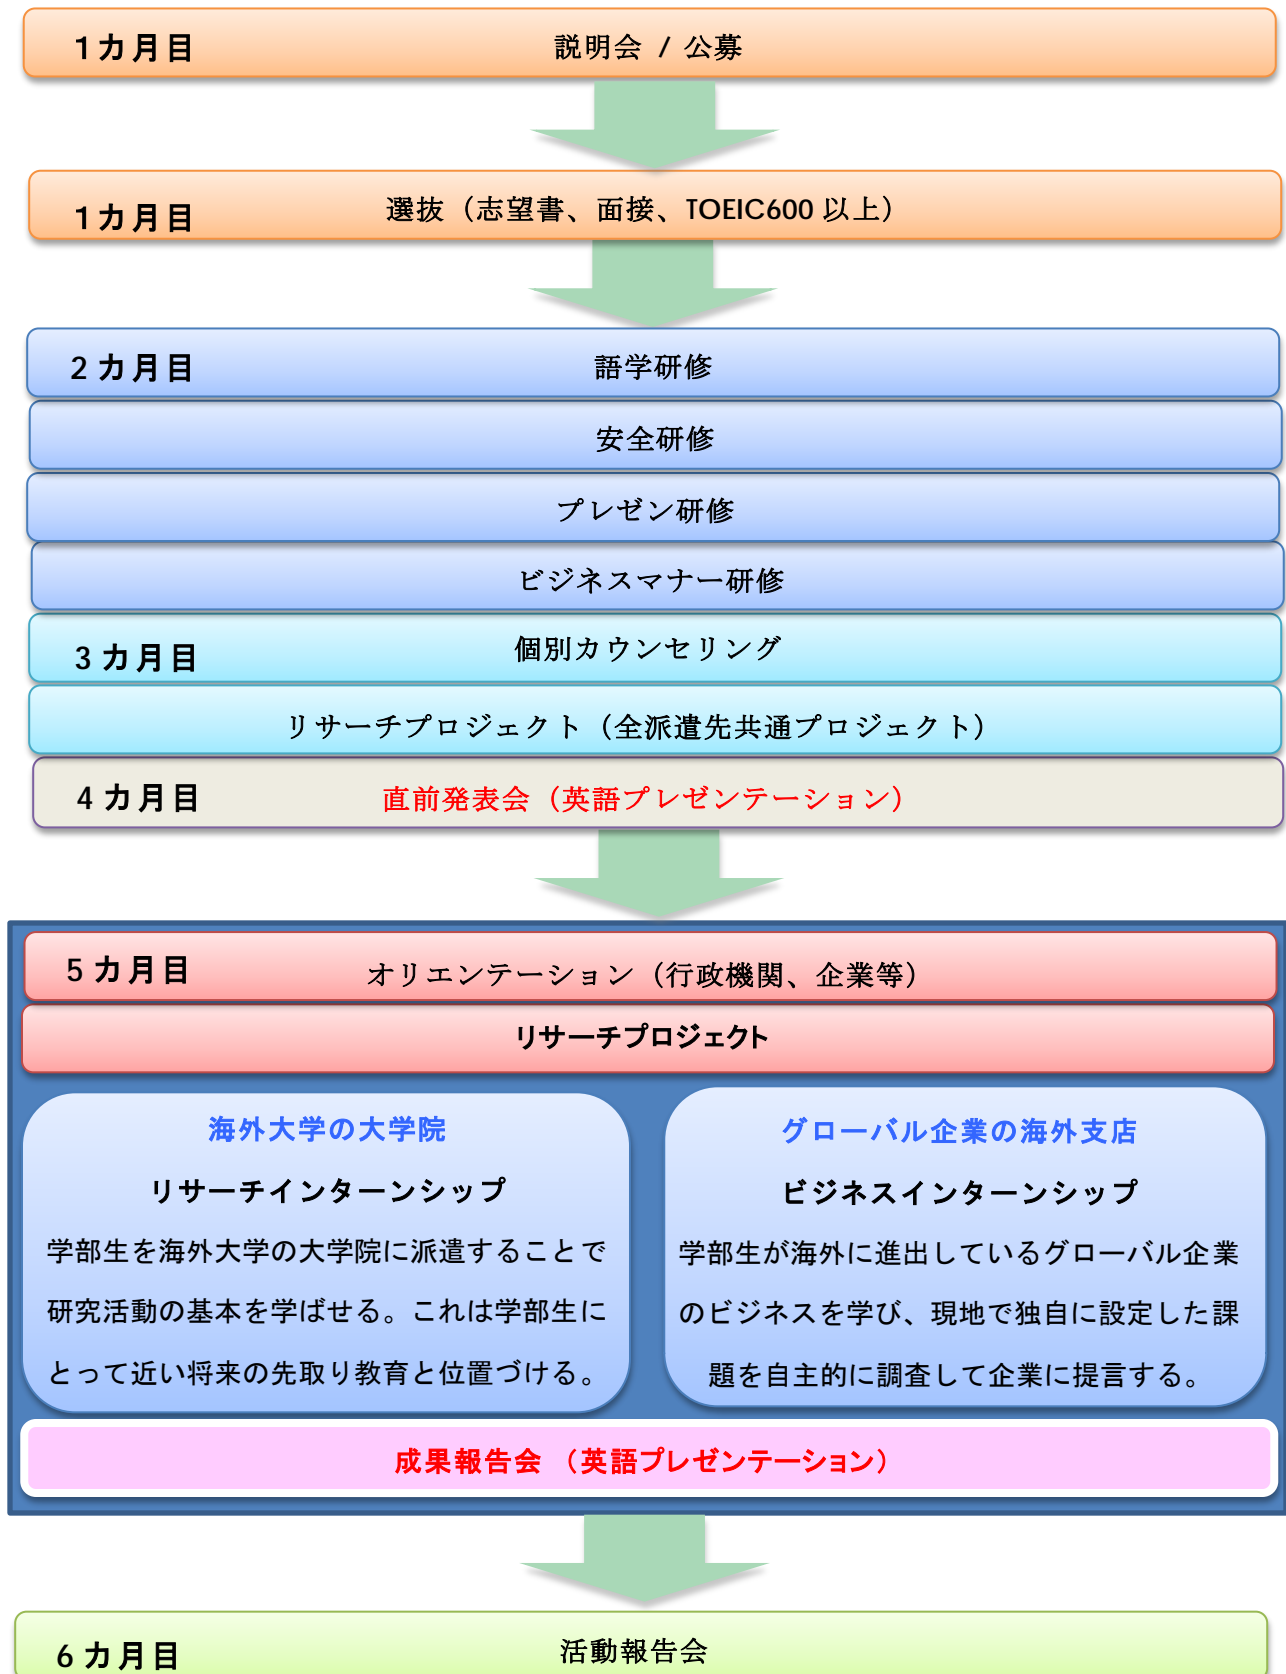 1カ月目 説明会 / 公募
1カ月目 選抜（志望書、面接、TOEIC600 以上）
2 カ月目 語学研修
安全研修
プレゼン研修
ビジネスマナー研修
3 カ月目 個別カウンセリング
リサーチプロジェクト（全派遣先共通プロジェクト）
4 カ月目 直前発表会（英語プレゼンテーション）
5 カ月目 オリエンテーション（行政機関、企業等）
リサーチプロジェクト
海外大学の大学院
リサーチインターンシップ
学部生を海外大学の大学院に派遣することで
研究活動の基本を学ばせる。これは学部生に
とって近い将来の先取り教育と位置づける。
グローバル企業の海外支店
ビジネスインターンシップ
学部生が海外に進出しているグローバル企業
のビジネスを学び、現地で独自に設定した課
題を自主的に調査して企業に提言する。
成果報告会 （英語プレゼンテーション）
6 カ月目 活動報告会